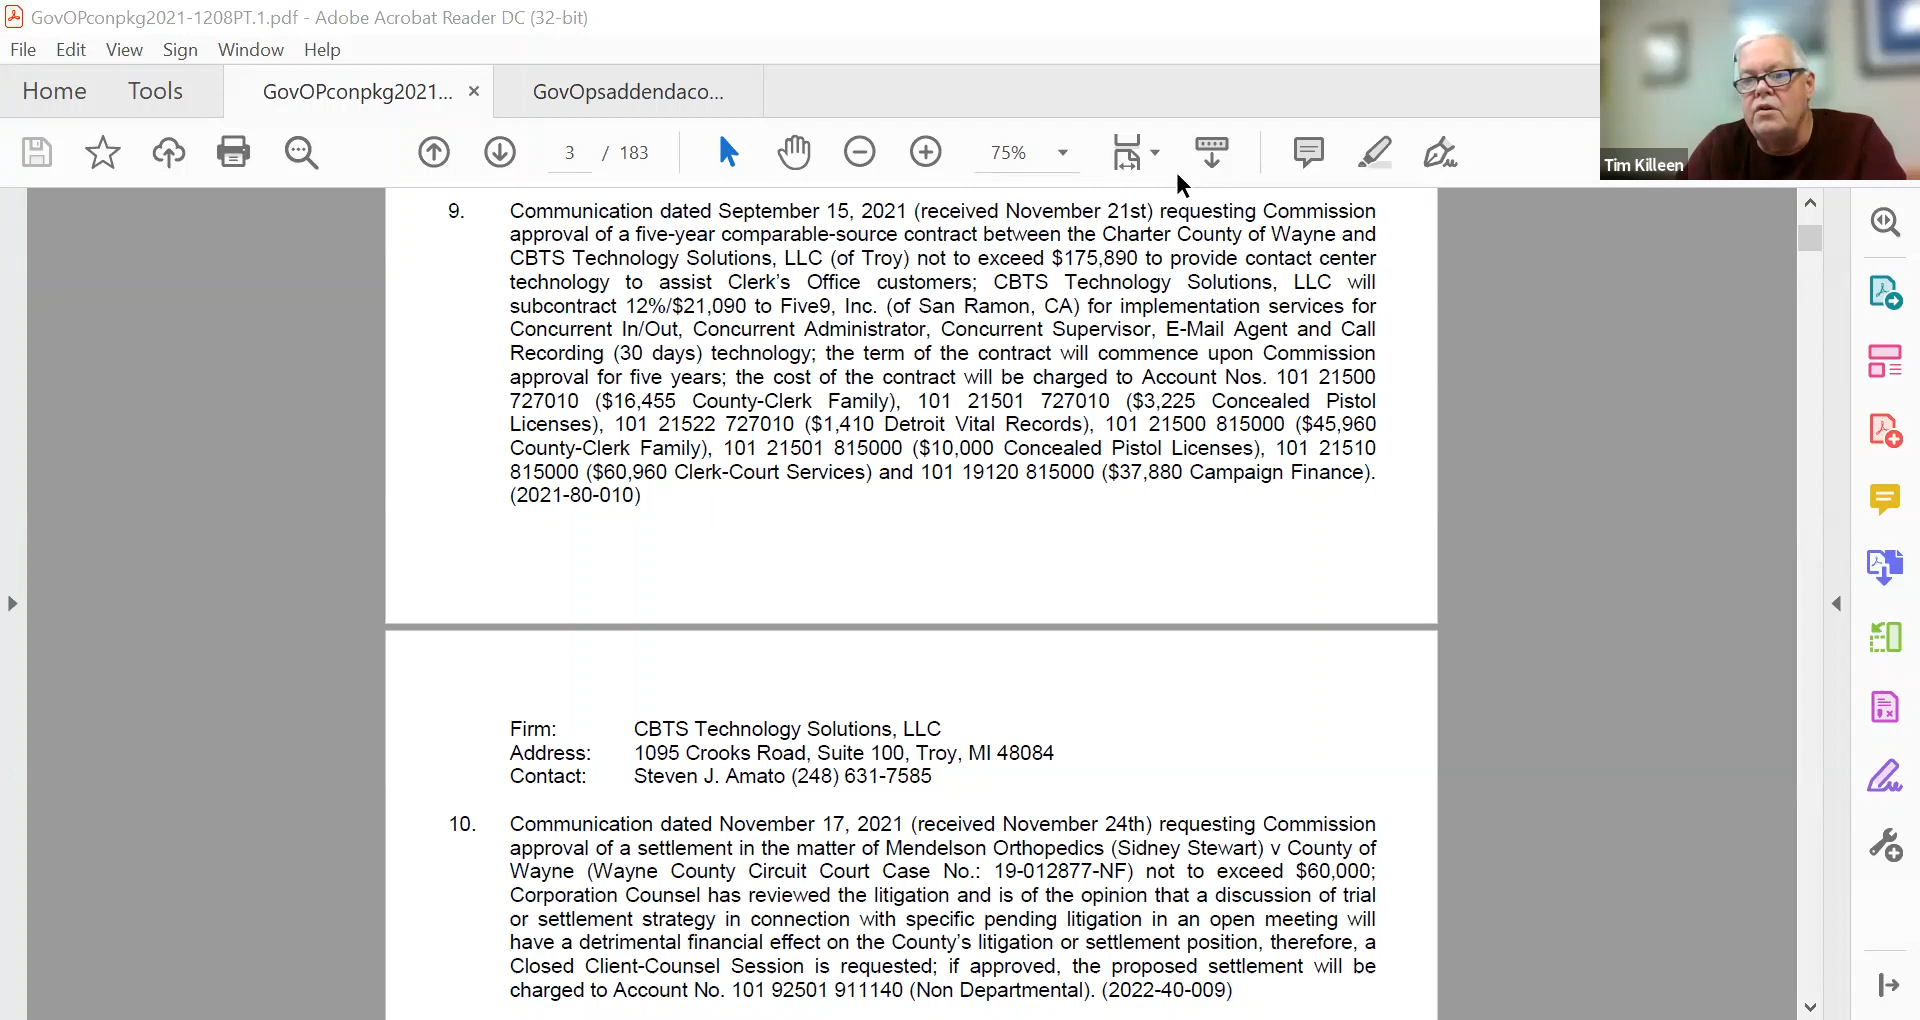 GovOPconpkg2021-1208PT.1.pdf - Adobe Acrobat Reader DC (32-bit)
File Edit View Sign Window Help
Home Tools GovOPconpkg2021... × GovOpsaddendaco...
3 / 183 75%
Tim Killeen
9. Communication dated September 15, 2021 (received November 21st) requesting Commission
approval of a five-year comparable-source contract between the Charter County of Wayne and
CBTS Technology Solutions, LLC (of Troy) not to exceed $175,890 to provide contact center
technology to assist Clerk's Office customers; CBTS Technology Solutions, LLC will
subcontract 12%/$21,090 to Five9, Inc. (of San Ramon, CA) for implementation services for
Concurrent In/Out, Concurrent Administrator, Concurrent Supervisor, E-Mail Agent and Call
Recording (30 days) technology; the term of the contract will commence upon Commission
approval for five years; the cost of the contract will be charged to Account Nos. 101 21500
727010 ($16,455 County-Clerk Family), 101 21501 727010 ($3,225 Concealed Pistol
Licenses), 101 21522 727010 ($1,410 Detroit Vital Records), 101 21500 815000 ($45,960
County-Clerk Family), 101 21501 815000 ($10,000 Concealed Pistol Licenses), 101 21510
815000 ($60,960 Clerk-Court Services) and 101 19120 815000 ($37,880 Campaign Finance).
(2021-80-010)
Firm: CBTS Technology Solutions, LLC
Address: 1095 Crooks Road, Suite 100, Troy, MI 48084
Contact: Steven J. Amato (248) 631-7585
10. Communication dated November 17, 2021 (received November 24th) requesting Commission
approval of a settlement in the matter of Mendelson Orthopedics (Sidney Stewart) v County of
Wayne (Wayne County Circuit Court Case No.: 19-012877-NF) not to exceed $60,000;
Corporation Counsel has reviewed the litigation and is of the opinion that a discussion of trial
or settlement strategy in connection with specific pending litigation in an open meeting will
have a detrimental financial effect on the County's litigation or settlement position, therefore, a
Closed Client-Counsel Session is requested; if approved, the proposed settlement will be
charged to Account No. 101 92501 911140 (Non Departmental). (2022-40-009)